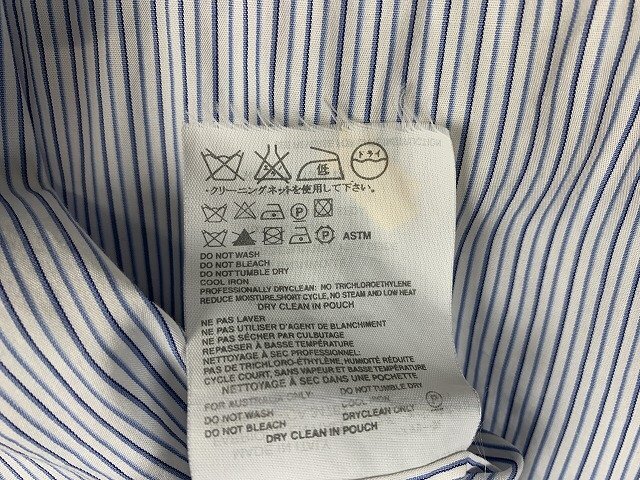 低 ドライ
・クリーニングネットを使用して下さい。
P
P ASTM
DO NOT WASH
DO NOT BLEACH
DO NOT TUMBLE DRY
COOL IRON
PROFESSIONALLY DRYCLEAN: NO TRICHLOROETHYLENE
REDUCE MOISTURE,SHORT CYCLE, NO STEAM AND LOW HEAT
DRY CLEAN IN POUCH
NE PAS LAVER
NE PAS UTILISER D'AGENT DE BLANCHIMENT
NE PAS SÉCHER PAR CULBUTAGE
REPASSER À BASSE TEMPÉRATURE
NETTOYAGE À SEC PROFESSIONNEL:
PAS DE TRICHLORO-ÉTHYLÈNE, HUMIDITÉ RÉDUITE
CYCLE COURT, SANS VAPEUR ET BASSE TEMPÉRATURE
NETTOYAGE À SEC DANS UNE POCHETTE
FOR AUSTRALIA ONLY: DO NOT TUMBLE DRY
DO NOT WASH COOL IRON
DO NOT BLEACH DRYCLEAN ONLY P
DRY CLEAN IN POUCH